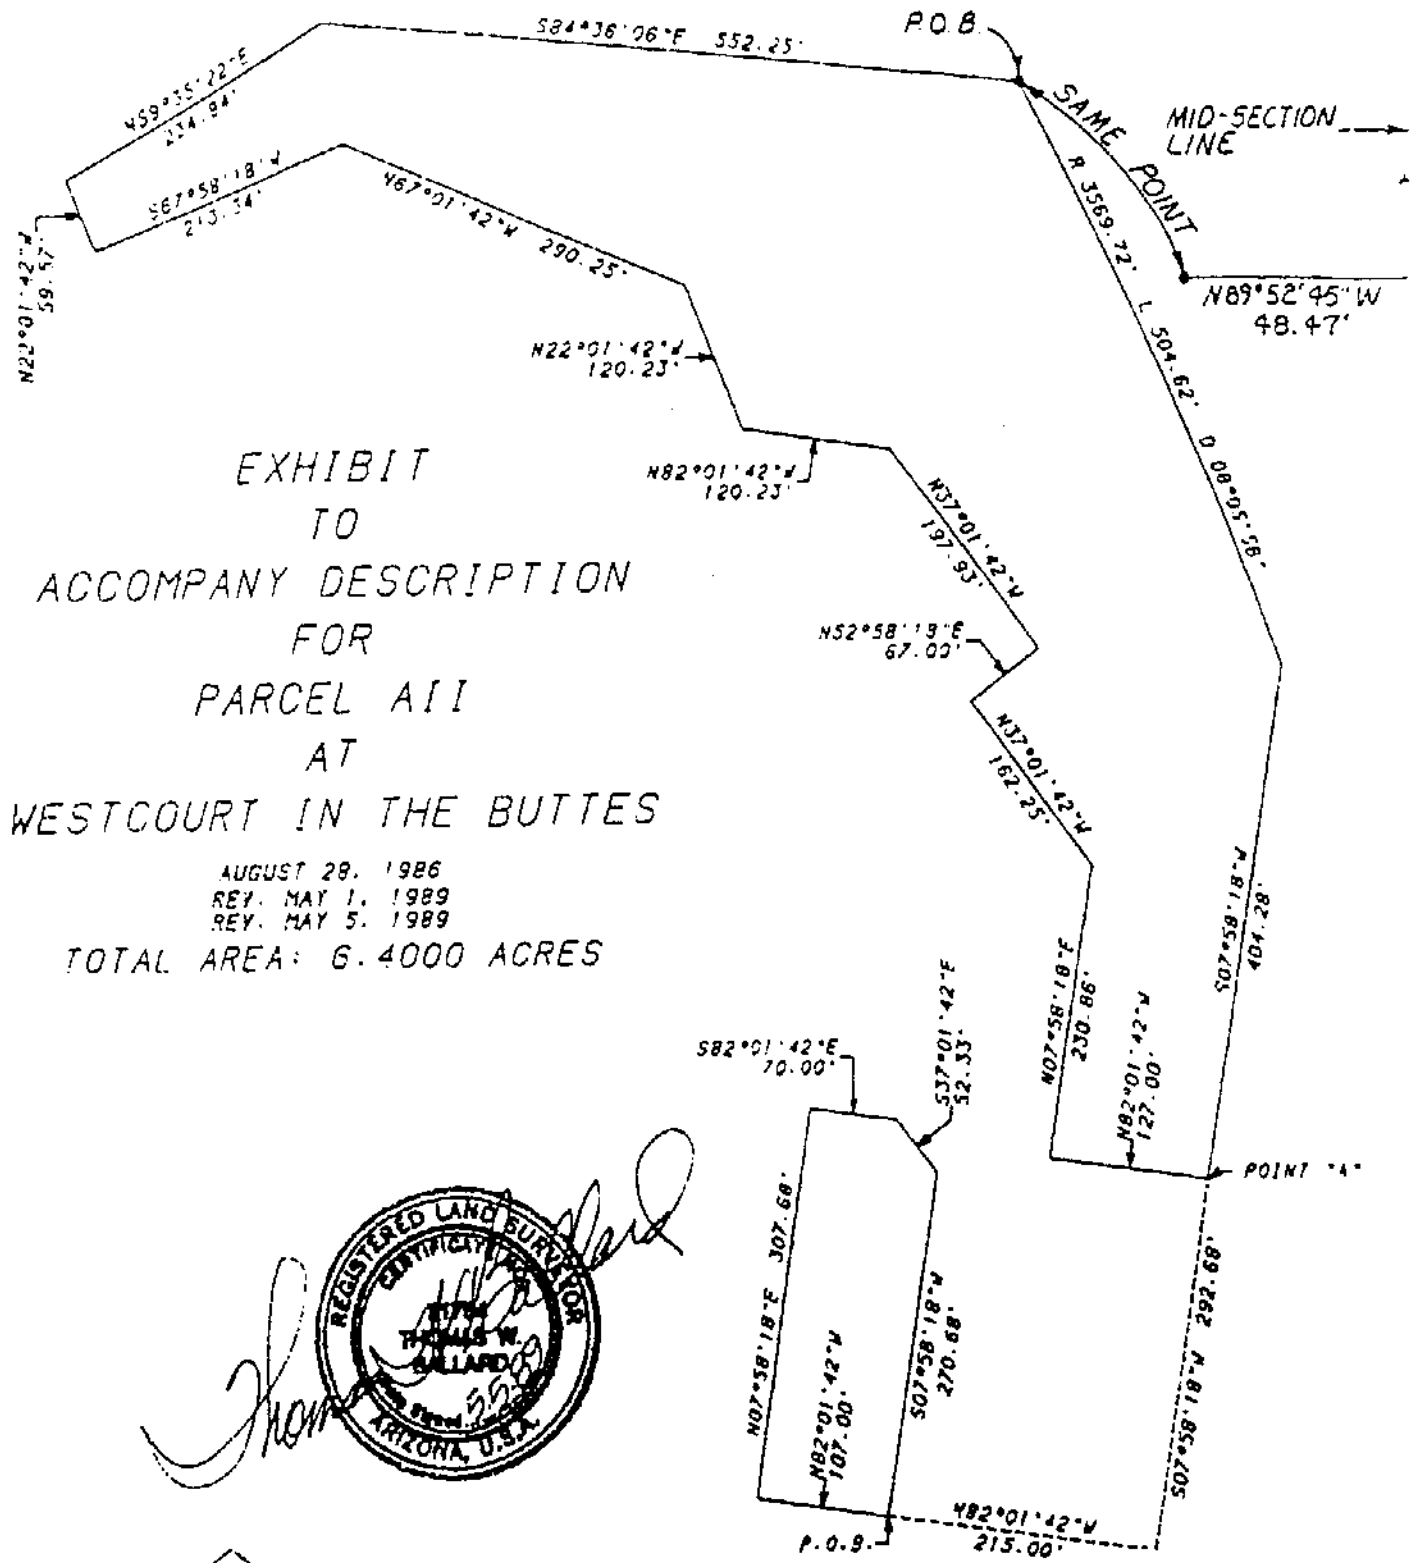 S84°36'06"E 552.25'
P.O.B.
N59°35'22"E
234.94'
S67°58'18"W
213.34'
N22°01'42"W
59.57'
N67°01'42"W 290.25'
SAME POINT
MID-SECTION
LINE
R 3569.72' L 504.62' D 08°05'58"
N89°52'45"W
48.47'
N22°01'42"W
120.23'
N82°01'42"W
120.23'
N37°01'42"W
197.93'
N52°58'18"E
67.00'
N37°01'42"W
162.25'
EXHIBIT
TO
ACCOMPANY DESCRIPTION
FOR
PARCEL AII
AT
WESTCOURT IN THE BUTTES
AUGUST 28, 1986
REV. MAY 1, 1989
REV. MAY 5, 1989
TOTAL AREA: 6.4000 ACRES
S07°58'18"W
404.28'
N07°58'18"E
230.86'
N82°01'42"W
127.00'
POINT "A"
S82°01'42"E
70.00'
S37°01'42"E
52.33'
N07°58'18"E 307.68'
S07°58'18"W
270.68'
N82°01'42"W
107.00'
S07°58'18"W 292.68'
N82°01'42"W
215.00'
P.O.B.
REGISTERED LAND SURVEYOR
CERTIFICATE NO.
THOMAS W.
BALLARD
ARIZONA, U.S.A.